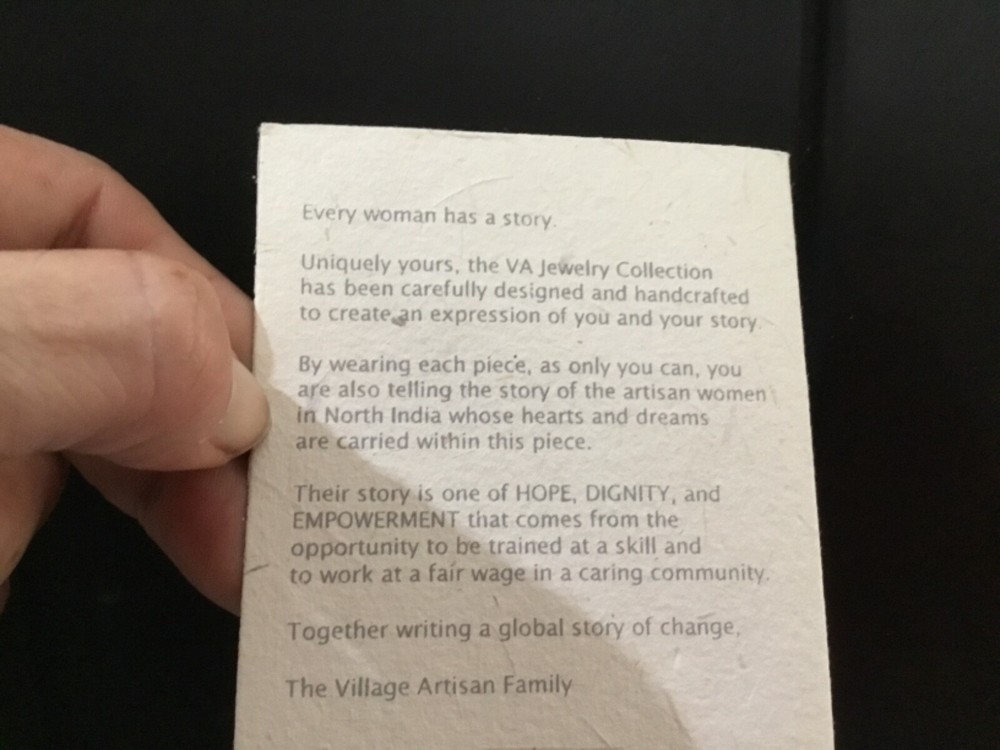 Every woman has a story.
Uniquely yours, the VA Jewelry Collection
has been carefully designed and handcrafted
to create an expression of you and your story.
By wearing each piece, as only you can, you
are also telling the story of the artisan women
in North India whose hearts and dreams
are carried within this piece.
Their story is one of HOPE, DIGNITY, and
EMPOWERMENT that comes from the
opportunity to be trained at a skill and
to work at a fair wage in a caring community.
Together writing a global story of change,
The Village Artisan Family